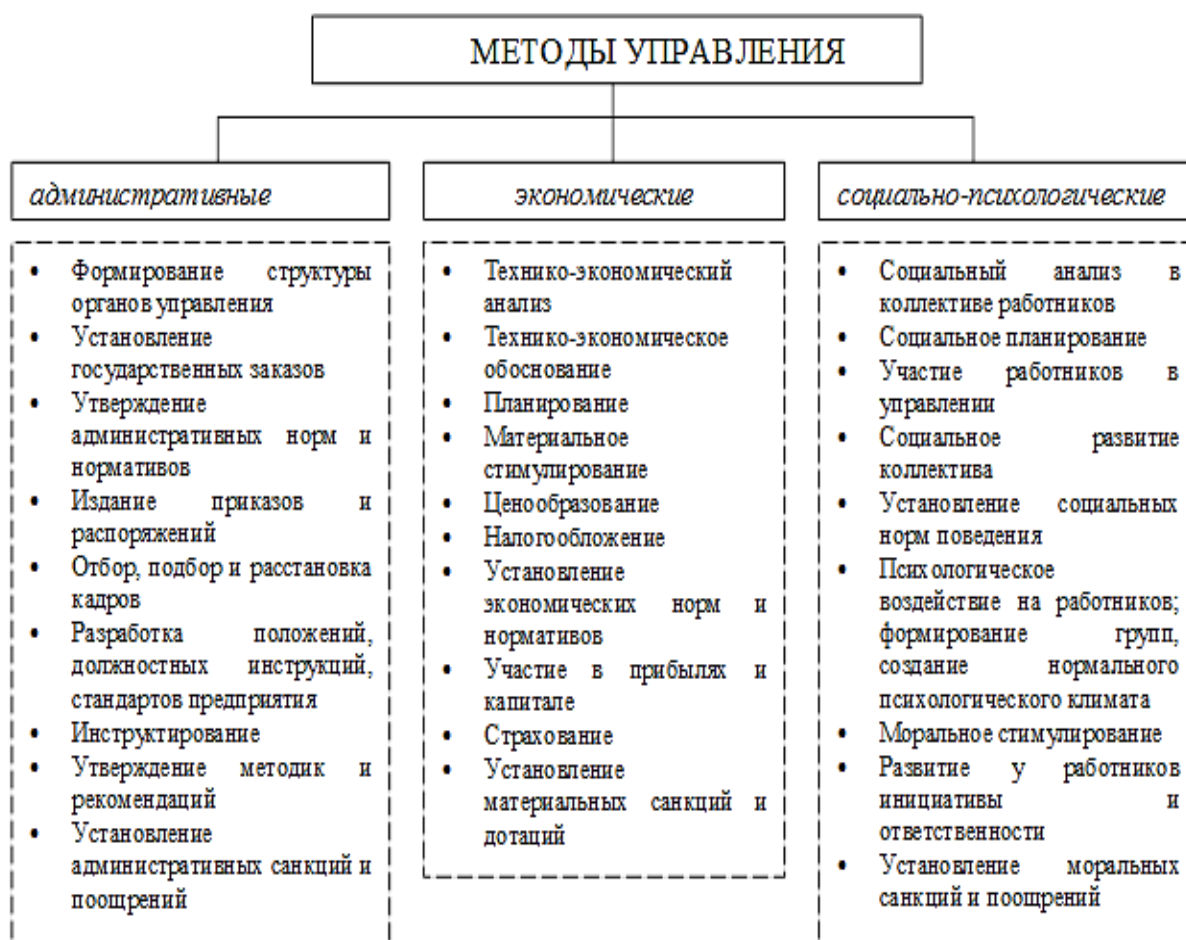 МЕТОДЫ УПРАВЛЕНИЯ
административные
• Формирование структуры
органов управления
• Установление
государственных заказов
• Утверждение
административных норм и
нормативов
• Издание приказов и
распоряжений
• Отбор, подбор и расстановка
кадров
• Разработка положений,
должностных инструкций,
стандартов предприятия
• Инструктирование
• Утверждение методик и
рекомендаций
• Установление
административных санкций и
поощрений
экономические
• Технико-экономический
анализ
• Технико-экономическое
обоснование
• Планирование
• Материальное
стимулирование
• Ценообразование
• Налогообложение
• Установление
экономических норм и
нормативов
• Участие в прибылях и
капитале
• Страхование
• Установление
материальных санкций и
дотаций
социально-психологические
• Социальный анализ в
коллективе работников
• Социальное планирование
• Участие работников в
управлении
• Социальное развитие
коллектива
• Установление социальных
норм поведения
• Психологическое
воздействие на работников;
формирование групп,
создание нормального
психологического климата
• Моральное стимулирование
• Развитие у работников
инициативы и
ответственности
• Установление моральных
санкций и поощрений